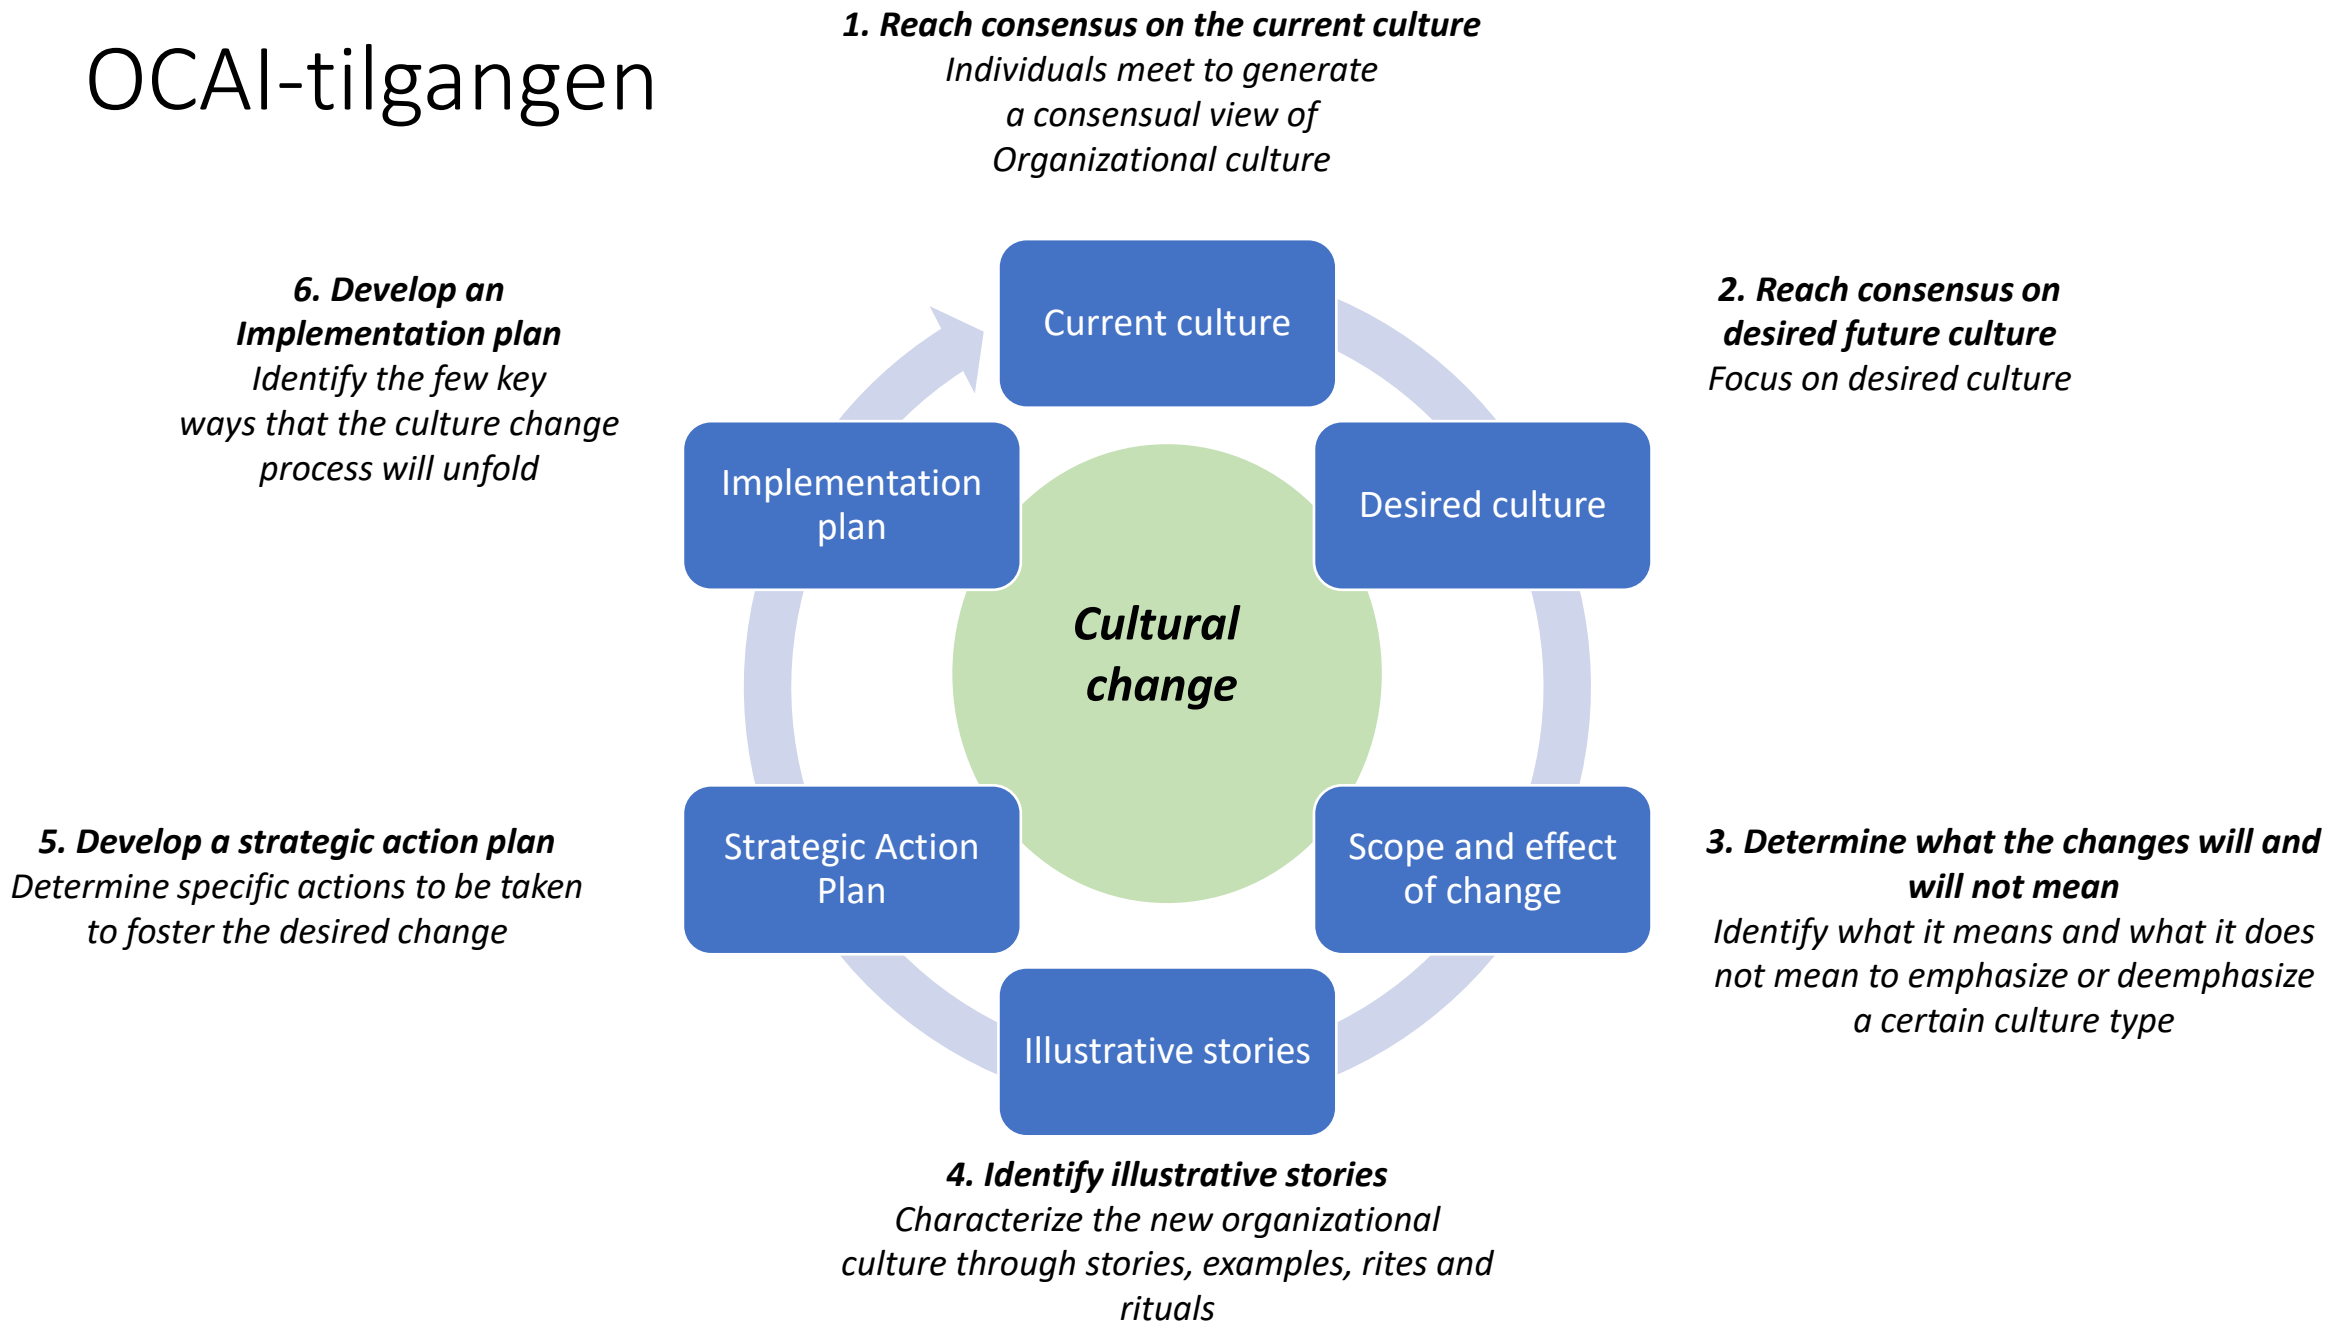 OCAI-tilgangen
1. Reach consensus on the current culture
Individuals meet to generate
a consensual view of
Organizational culture
Current culture
2. Reach consensus on
desired future culture
Focus on desired culture
Desired culture
3. Determine what the changes will and
will not mean
Identify what it means and what it does
not mean to emphasize or deemphasize
a certain culture type
Scope and effect
of change
Illustrative stories
4. Identify illustrative stories
Characterize the new organizational
culture through stories, examples, rites and
rituals
5. Develop a strategic action plan
Determine specific actions to be taken
to foster the desired change
Strategic Action
Plan
6. Develop an
Implementation plan
Identify the few key
ways that the culture change
process will unfold
Implementation
plan
Cultural
change